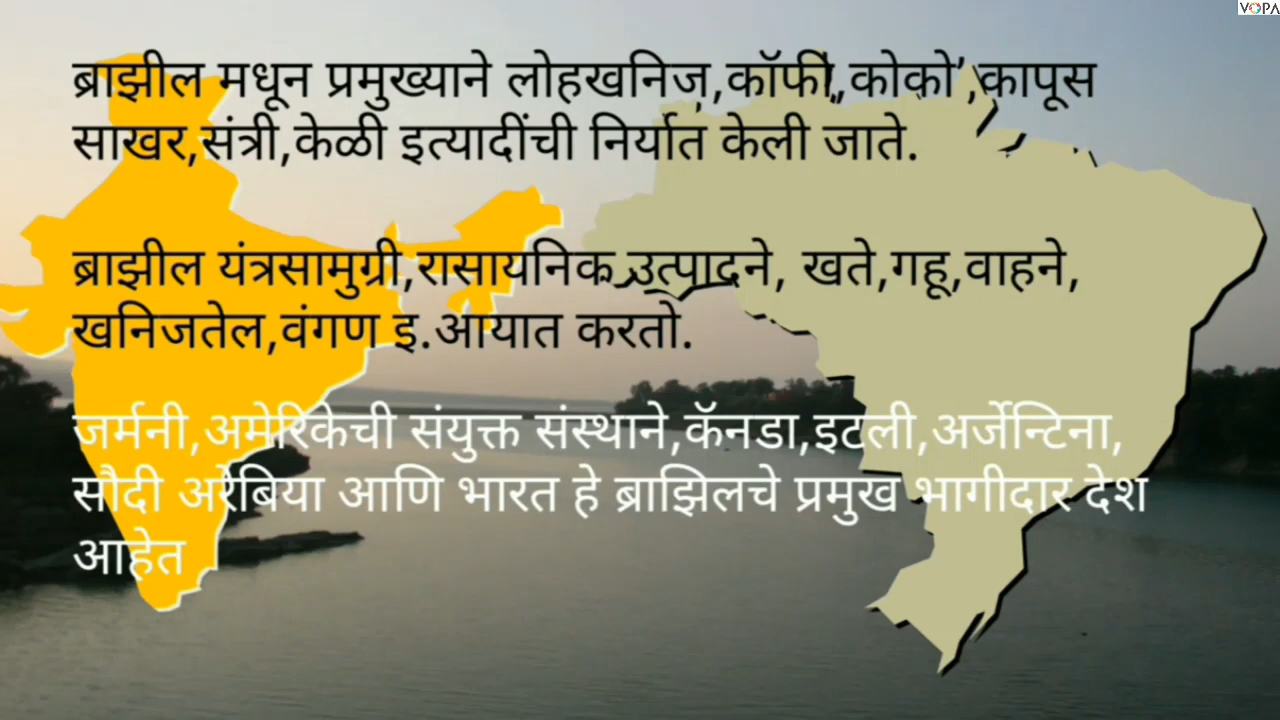 VOPA
ब्राझील मधून प्रमुख्याने लोहखनिज,कॉफी,कोको ,कापूस
साखर,संत्री,केळी इत्यादींची निर्यात केली जाते.
ब्राझील यंत्रसामुग्री,रासायनिक उत्पादने, खते,गहू,वाहने,
खनिजतेल,वंगण इ.आयात करतो.
जर्मनी,अमेरिकेची संयुक्त संस्थाने,कॅनडा,इटली,अर्जेन्टिना,
सौदी अरेबिया आणि भारत हे ब्राझिलचे प्रमुख भागीदार देश
आहेत